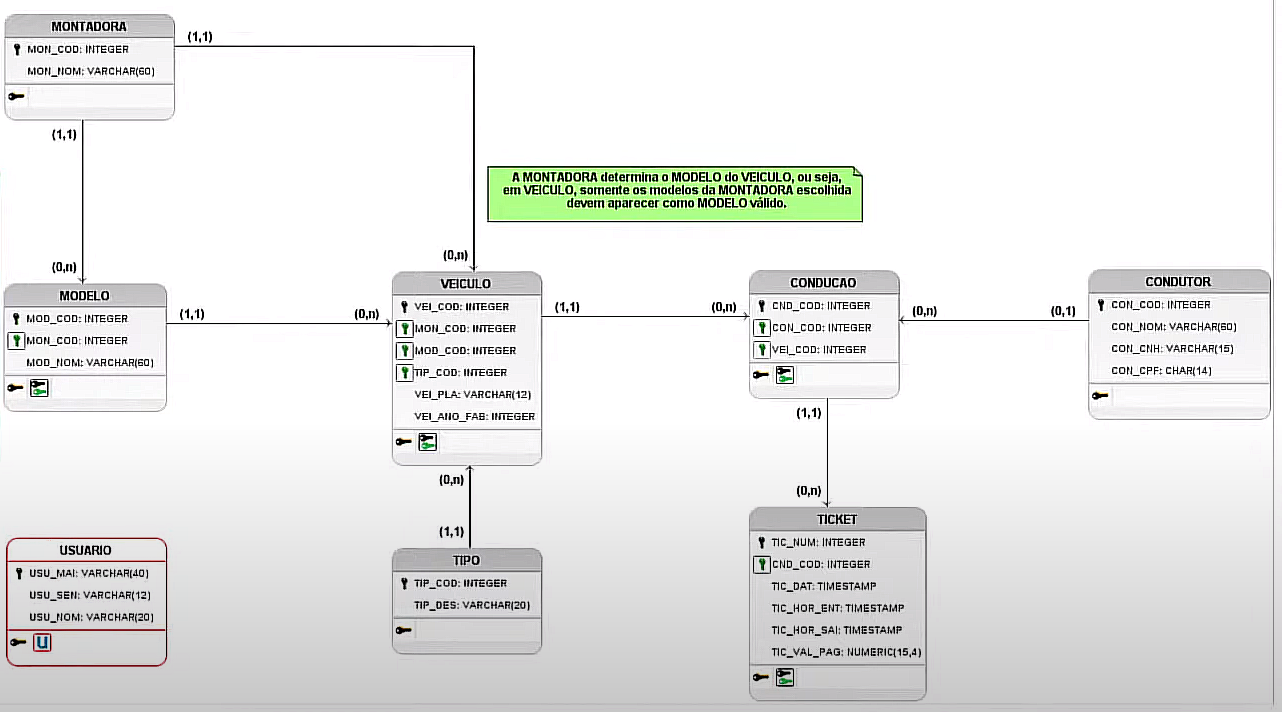 MONTADORA
MON_COD: INTEGER
MON_NOM: VARCHAR(60)
(1,1)
(1,1)
(0,n)
A MONTADORA determina o MODELO do VEICULO, ou seja,
em VEICULO, somente os modelos da MONTADORA escolhida
devem aparecer como MODELO válido.
(0,n)
MODELO
MOD_COD: INTEGER
MON_COD: INTEGER
MOD_NOM: VARCHAR(60)
(1,1)
(0,n)
VEICULO
VEI_COD: INTEGER
MON_COD: INTEGER
MOD_COD: INTEGER
TIP_COD: INTEGER
VEI_PLA: VARCHAR(12)
VEI_ANO_FAB: INTEGER
(1,1)
(0,n)
CONDUCAO
CND_COD: INTEGER
CON_COD: INTEGER
VEI_COD: INTEGER
(0,n)
(0,1)
CONDUTOR
CON_COD: INTEGER
CON_NOM: VARCHAR(60)
CON_CNH: VARCHAR(15)
CON_CPF: CHAR(14)
(0,n)
(1,1)
TIPO
TIP_COD: INTEGER
TIP_DES: VARCHAR(20)
(1,1)
(0,n)
TICKET
TIC_NUM: INTEGER
CND_COD: INTEGER
TIC_DAT: TIMESTAMP
TIC_HOR_ENT: TIMESTAMP
TIC_HOR_SAI: TIMESTAMP
TIC_VAL_PAG: NUMERIC(15,4)
USUARIO
USU_MAI: VARCHAR(40)
USU_SEN: VARCHAR(12)
USU_NOM: VARCHAR(20)
U